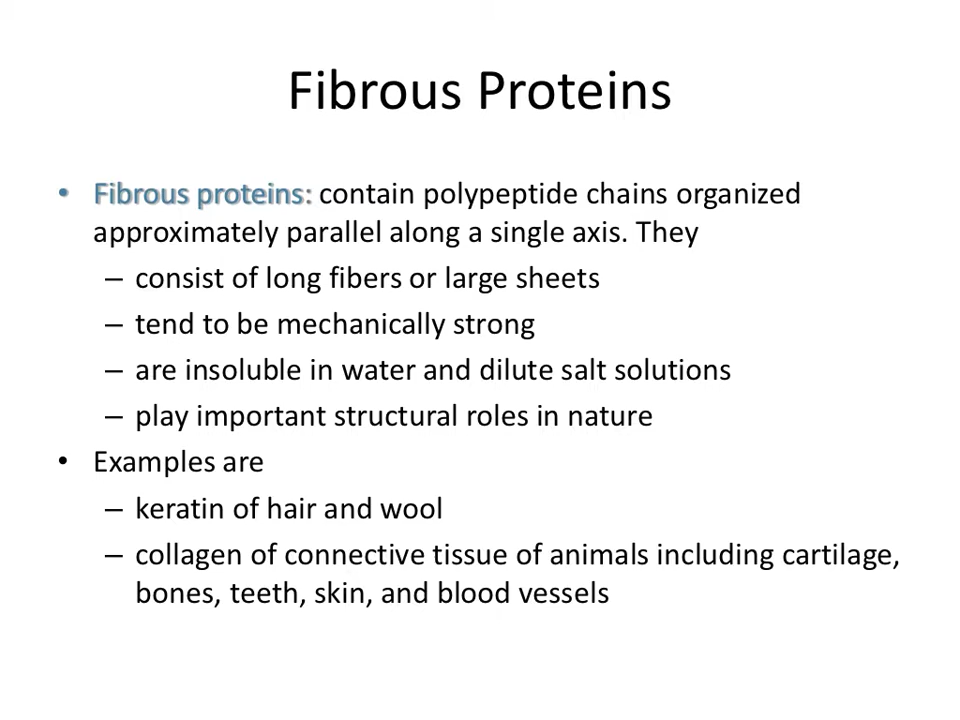 Fibrous Proteins
• Fibrous proteins: contain polypeptide chains organized
approximately parallel along a single axis. They
– consist of long fibers or large sheets
– tend to be mechanically strong
– are insoluble in water and dilute salt solutions
– play important structural roles in nature
• Examples are
– keratin of hair and wool
– collagen of connective tissue of animals including cartilage,
bones, teeth, skin, and blood vessels